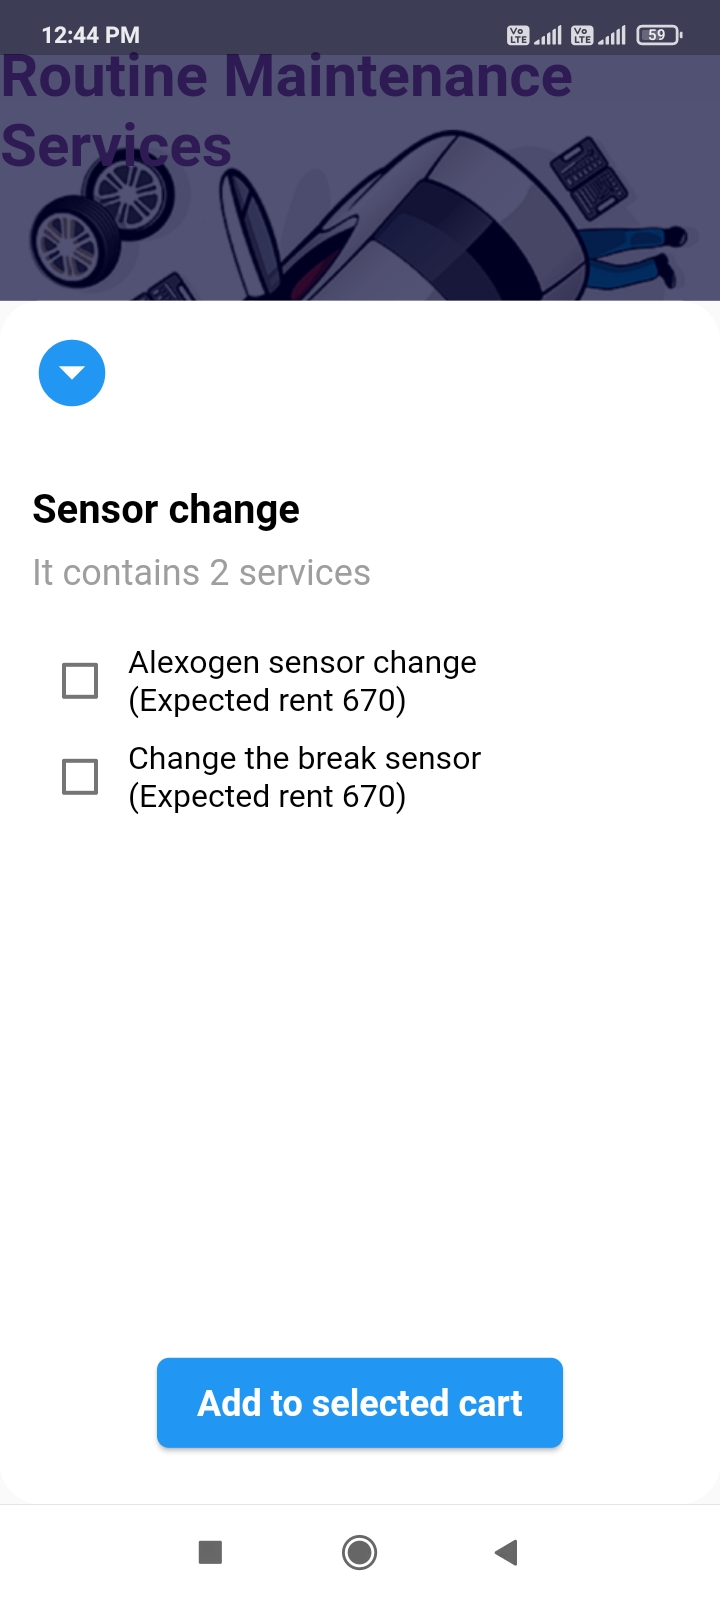 12:44 PM
Vo LTE Vo LTE 59
Routine Maintenance
Services
Sensor change
It contains 2 services
Alexogen sensor change
(Expected rent 670)
Change the break sensor
(Expected rent 670)
Add to selected cart